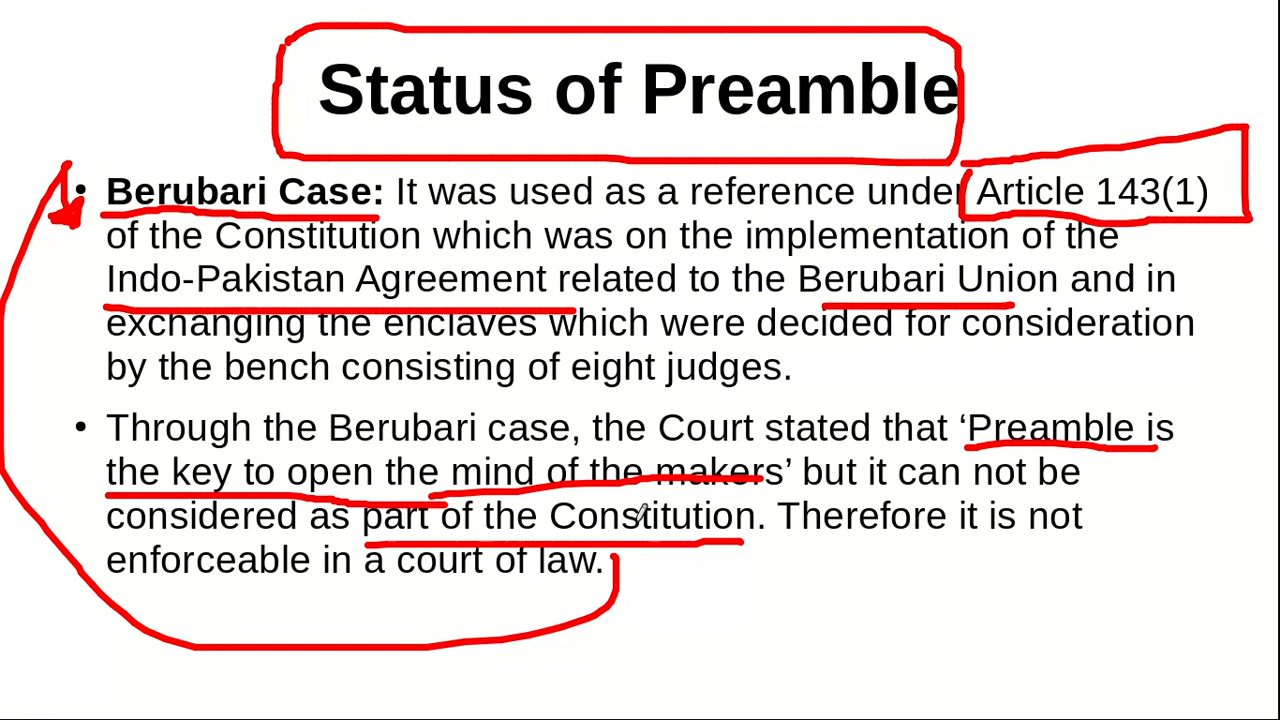 Status of Preamble
• Berubari Case: It was used as a reference under Article 143(1)
of the Constitution which was on the implementation of the
Indo-Pakistan Agreement related to the Berubari Union and in
exchanging the enclaves which were decided for consideration
by the bench consisting of eight judges.
• Through the Berubari case, the Court stated that ‘Preamble is
the key to open the mind of the makers’ but it can not be
considered as part of the Constitution. Therefore it is not
enforceable in a court of law.